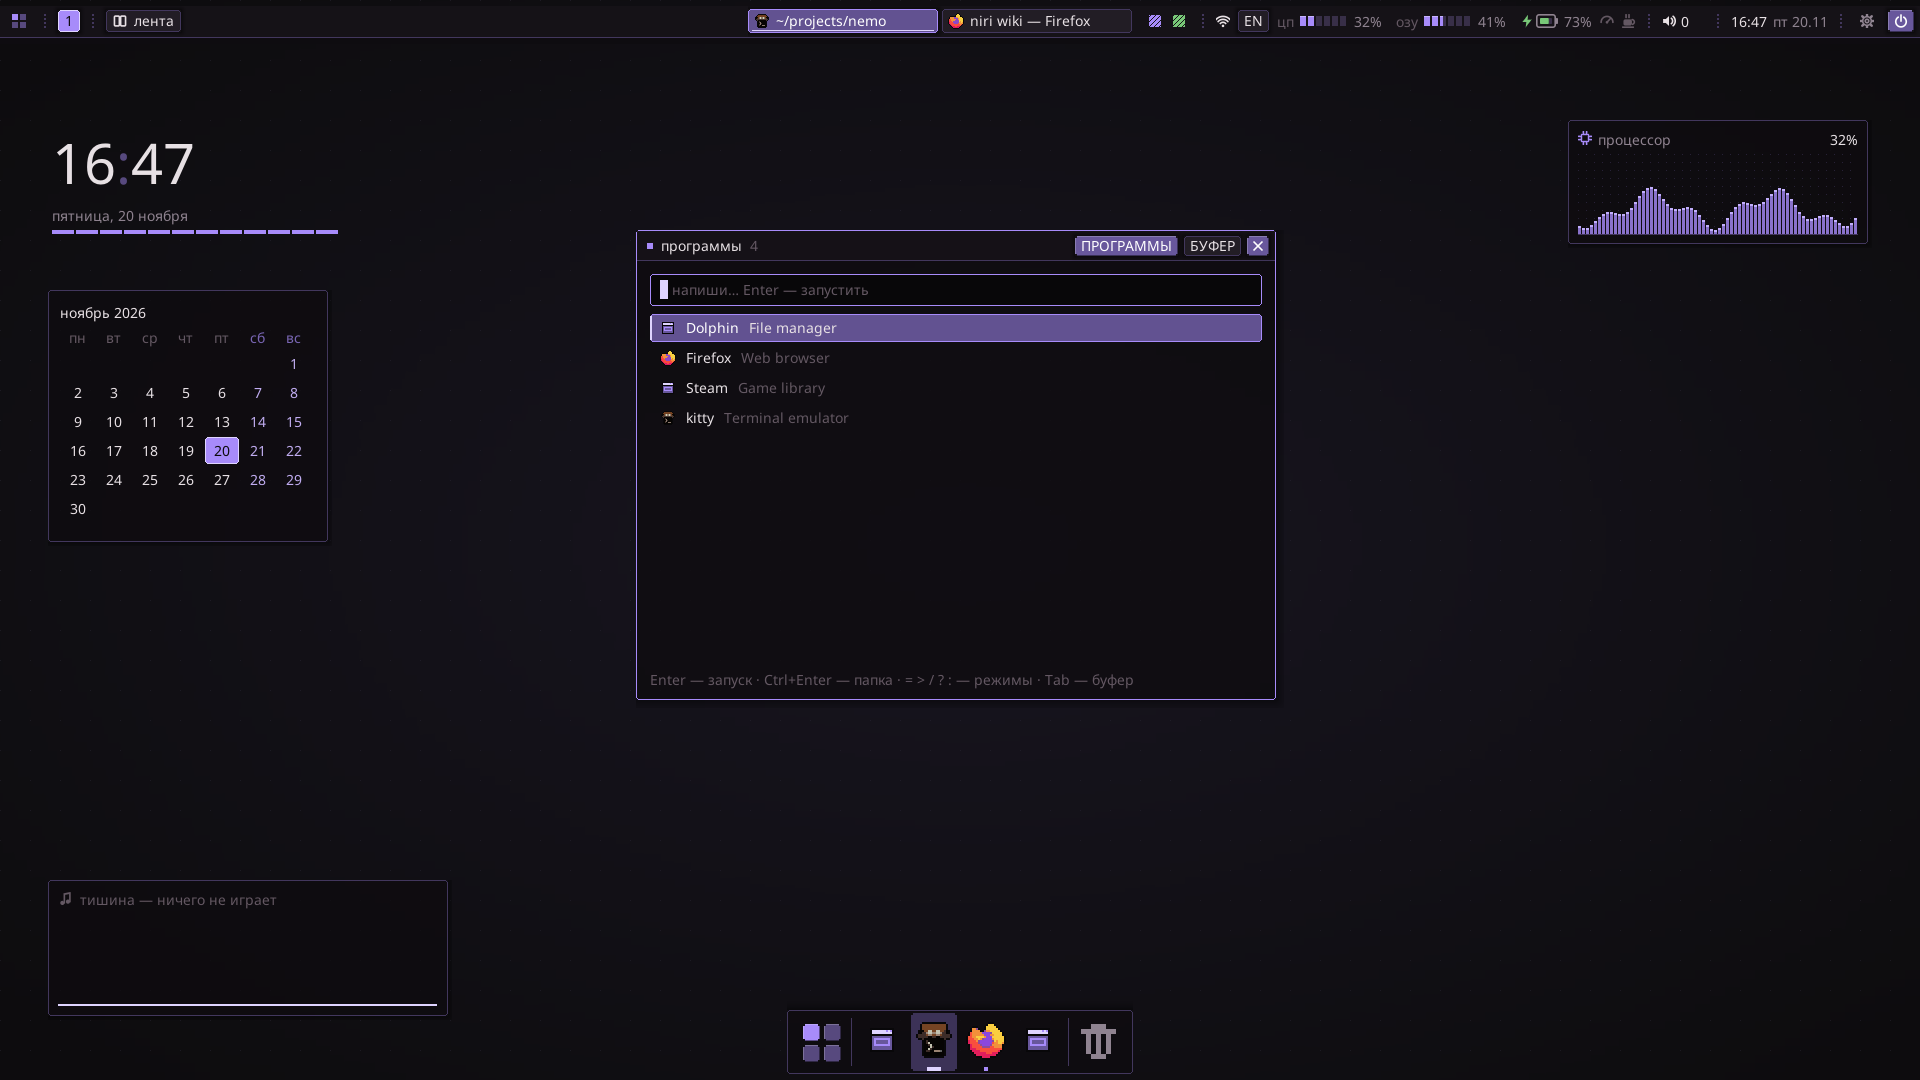 1 лента ~/projects/nemo niri wiki — Firefox EN цп 32% озу 41% 73% 0 16:47 пт 20.11
16:47
пятница, 20 ноября
процессор 32%
программы 4 ПРОГРАММЫ БУФЕР
напиши... Enter — запустить
Dolphin File manager
Firefox Web browser
Steam Game library
kitty Terminal emulator
Enter — запуск · Ctrl+Enter — папка · = > / ? : — режимы · Tab — буфер
ноябрь 2026
пн вт ср чт пт сб вс
1
2 3 4 5 6 7 8
9 10 11 12 13 14 15
16 17 18 19 20 21 22
23 24 25 26 27 28 29
30
тишина — ничего не играет